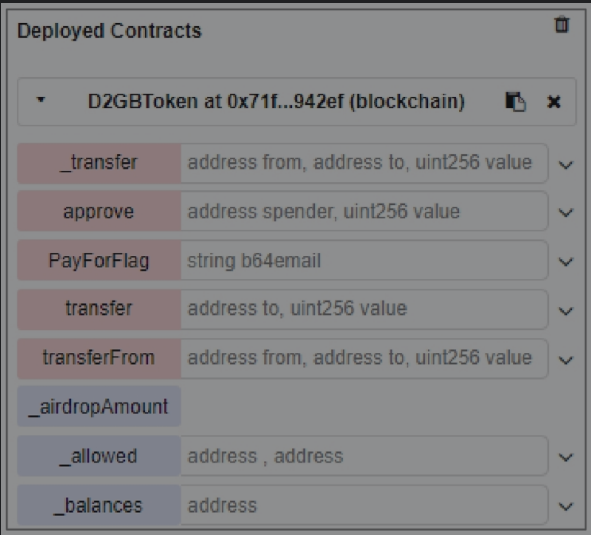 Deployed Contracts
D2GBToken at 0x71f...942ef (blockchain)
_transfer address from, address to, uint256 value
approve address spender, uint256 value
PayForFlag string b64email
transfer address to, uint256 value
transferFrom address from, address to, uint256 value
_airdropAmount
_allowed address , address
_balances address